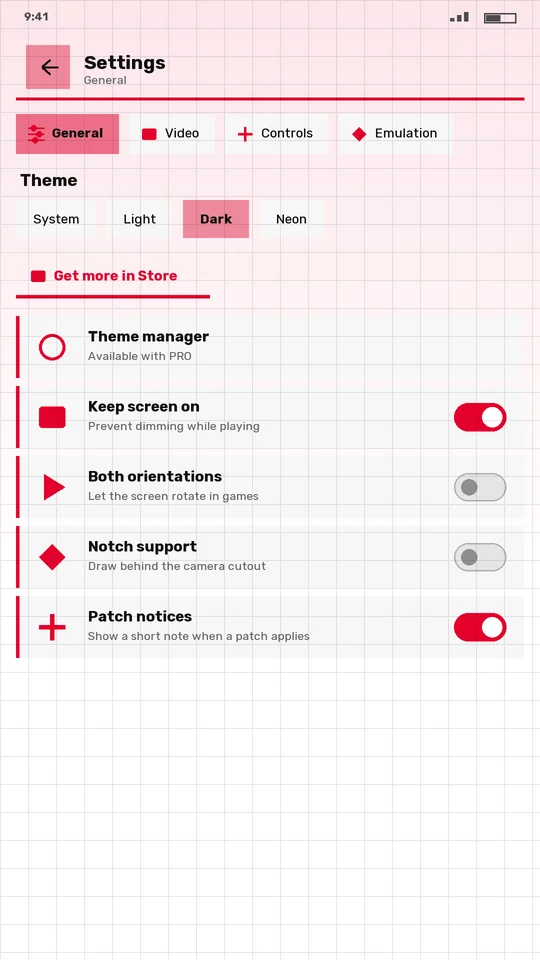 9:41
Settings
General
General
Video
Controls
Emulation
Theme
System
Light
Dark
Neon
Get more in Store
Theme manager
Available with PRO
Keep screen on
Prevent dimming while playing
Both orientations
Let the screen rotate in games
Notch support
Draw behind the camera cutout
Patch notices
Show a short note when a patch applies